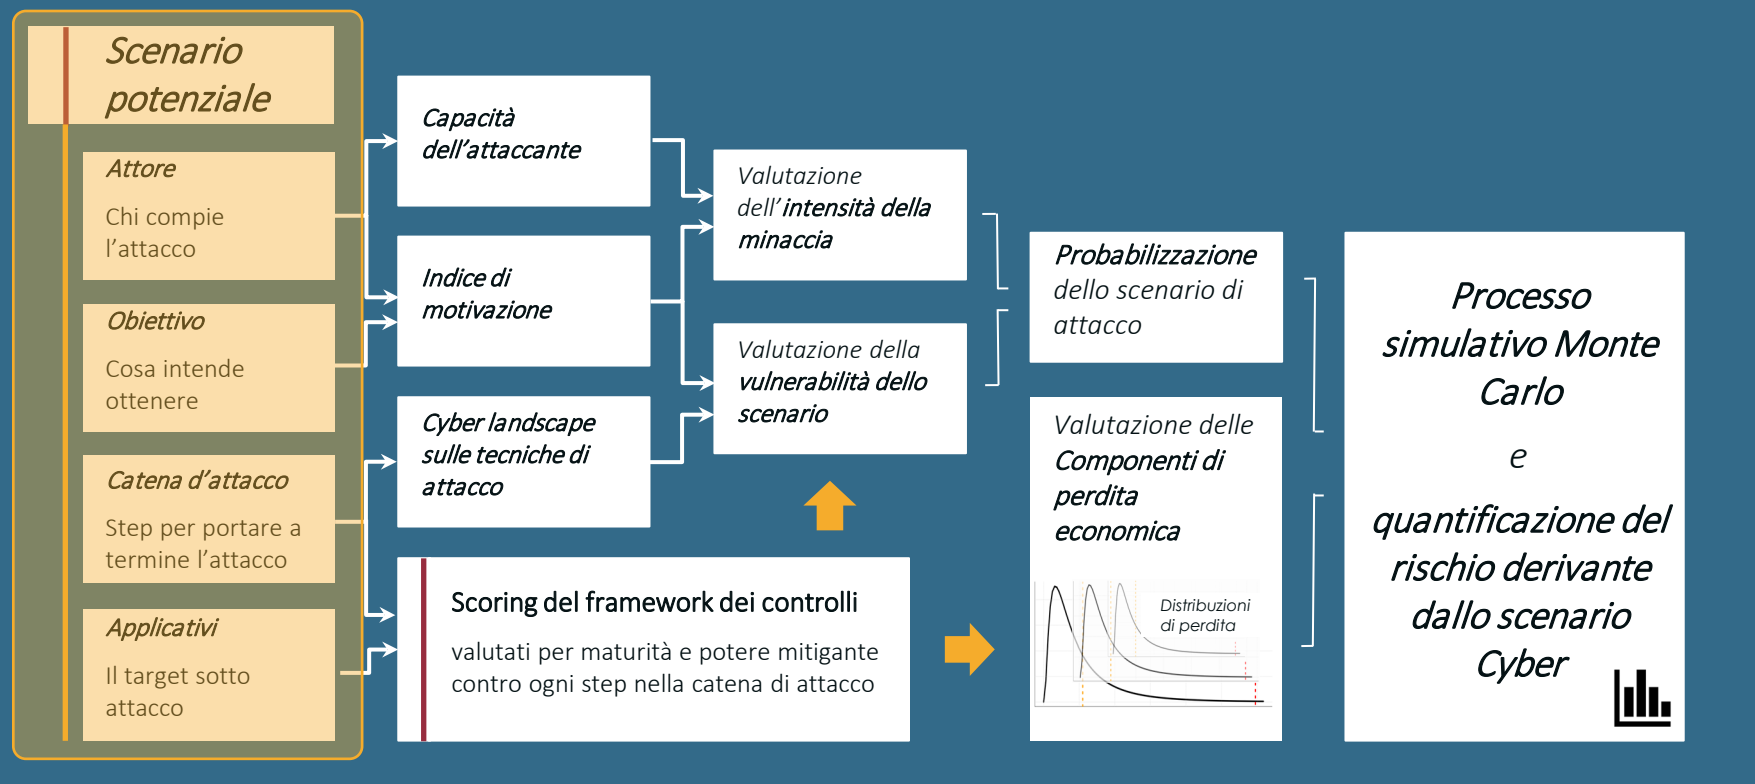 Scenario
potenziale
Attore
Chi compie
l’attacco
Obiettivo
Cosa intende
ottenere
Catena d’attacco
Step per portare a
termine l’attacco
Applicativi
Il target sotto
attacco
Capacità
dell’attaccante
Indice di
motivazione
Cyber landscape
sulle tecniche di
attacco
Scoring del framework dei controlli
valutati per maturità e potere mitigante
contro ogni step nella catena di attacco
Valutazione
dell’intensità della
minaccia
Valutazione della
vulnerabilità dello
scenario
Probabilizzazione
dello scenario di
attacco
Valutazione delle
Componenti di
perdita
economica
Distribuzioni
di perdita
Processo
simulativo Monte
Carlo
e
quantificazione del
rischio derivante
dallo scenario
Cyber